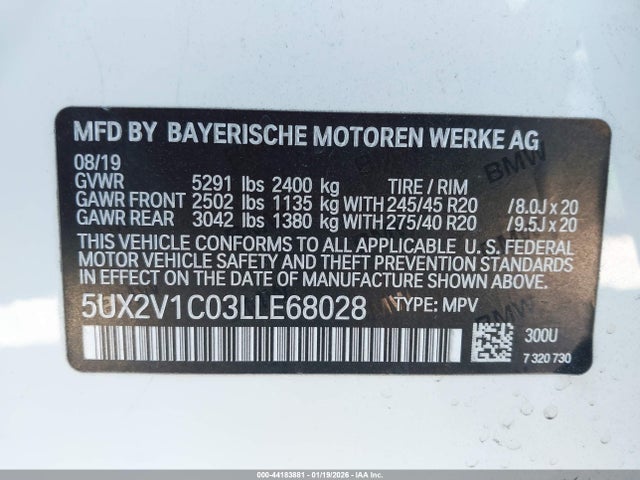 MFD BY BAYERISCHE MOTOREN WERKE AG
08/19
GVWR 5291 lbs 2400 kg TIRE / RIM
GAWR FRONT 2502 lbs 1135 kg WITH 245/45 R20 /8.0J x 20
GAWR REAR 3042 lbs 1380 kg WITH 275/40 R20 /9.5J x 20
THIS VEHICLE CONFORMS TO ALL APPLICABLE U. S. FEDERAL
MOTOR VEHICLE SAFETY AND THEFT PREVENTION STANDARDS
IN EFFECT ON THE DATE OF MANUFACTURE SHOWN ABOVE.
5UX2V1C03LLE68028 TYPE: MPV
300U
7 320 730
BMW
000-44183881 - 01/19/2026 - IAAHOLDINGS, LLC. COPYRIGHT